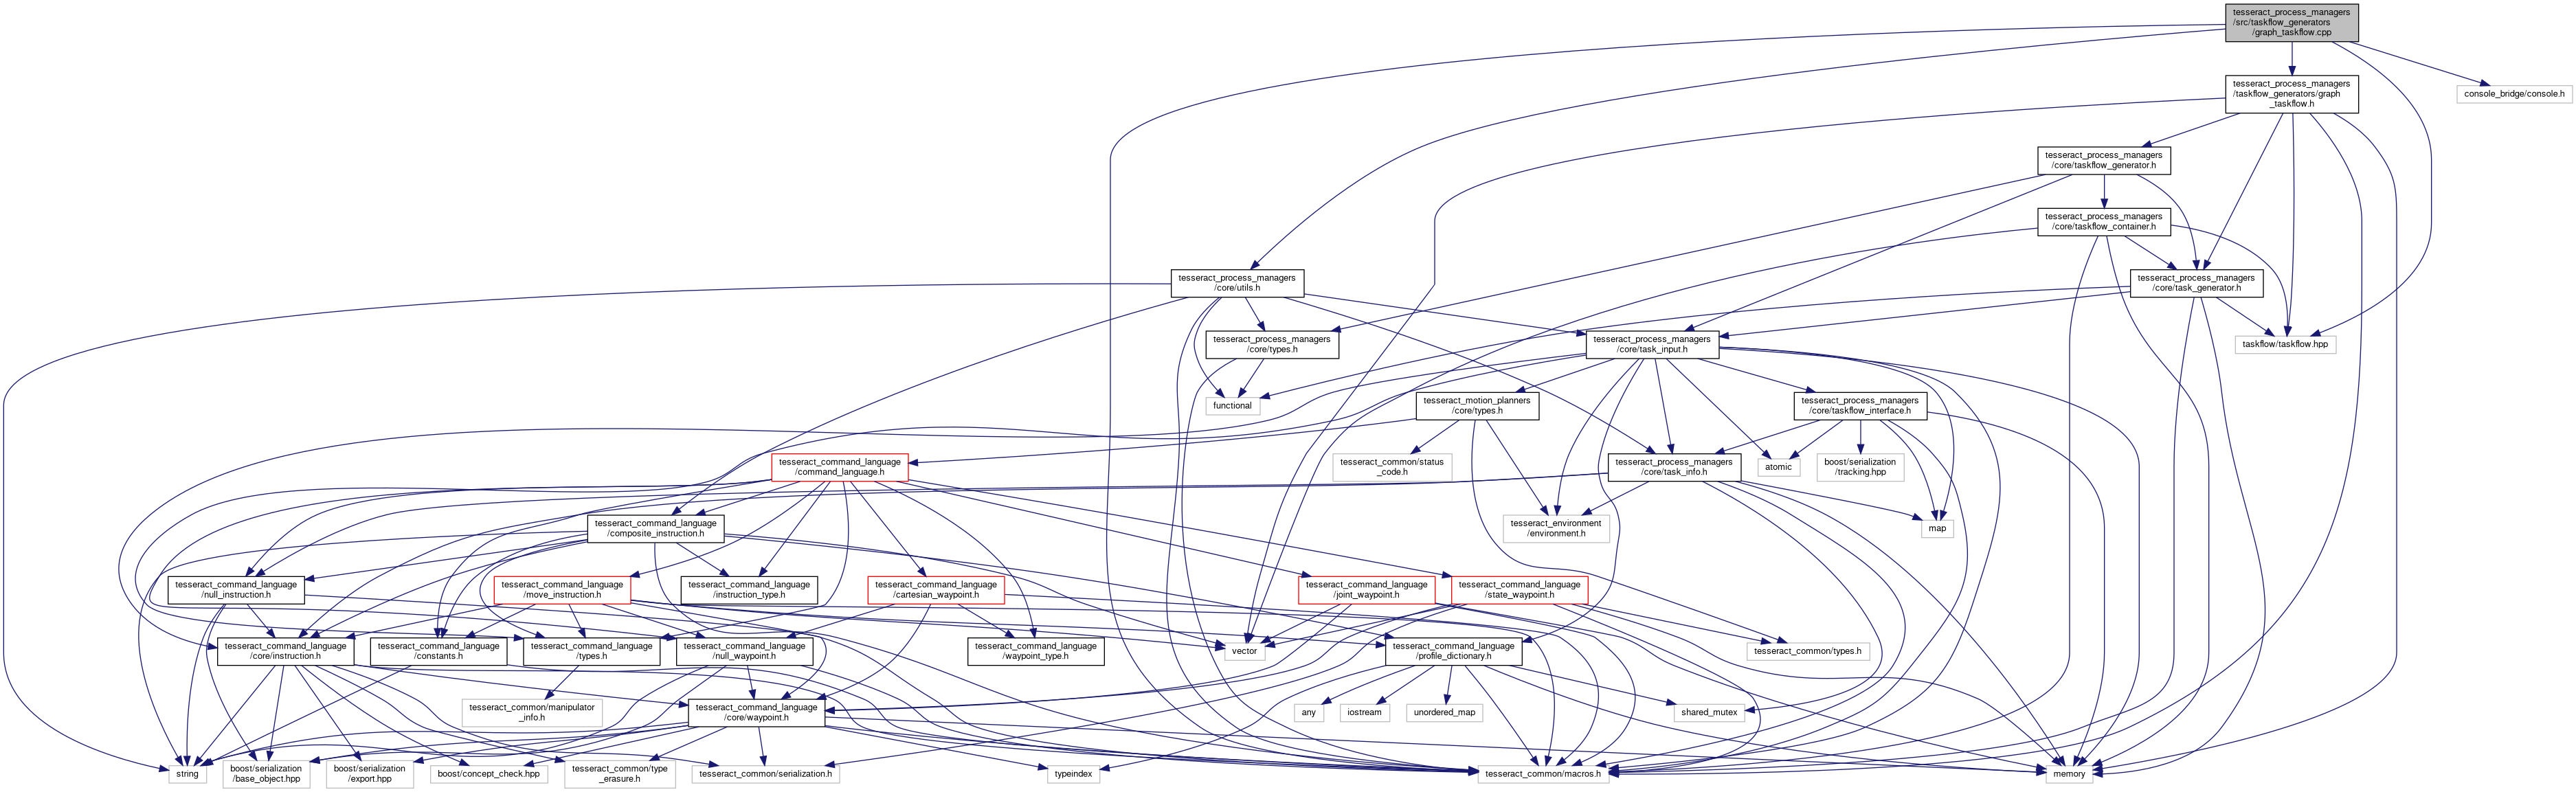 tesseract_process_managers
/src/taskflow_generators
/graph_taskflow.cpp
tesseract_process_managers
/taskflow_generators/graph
_taskflow.h
console_bridge/console.h
tesseract_process_managers
/core/taskflow_generator.h
tesseract_process_managers
/core/taskflow_container.h
tesseract_process_managers
/core/utils.h
tesseract_process_managers
/core/task_generator.h
tesseract_process_managers
/core/types.h
tesseract_process_managers
/core/task_input.h
taskflow/taskflow.hpp
functional
tesseract_motion_planners
/core/types.h
tesseract_process_managers
/core/taskflow_interface.h
tesseract_command_language
/command_language.h
tesseract_common/status
_code.h
tesseract_process_managers
/core/task_info.h
atomic
boost/serialization
/tracking.hpp
tesseract_command_language
/composite_instruction.h
tesseract_environment
/environment.h
map
tesseract_command_language
/null_instruction.h
tesseract_command_language
/move_instruction.h
tesseract_command_language
/instruction_type.h
tesseract_command_language
/cartesian_waypoint.h
tesseract_command_language
/joint_waypoint.h
tesseract_command_language
/state_waypoint.h
tesseract_command_language
/core/instruction.h
tesseract_command_language
/constants.h
tesseract_command_language
/types.h
tesseract_command_language
/null_waypoint.h
tesseract_command_language
/waypoint_type.h
vector
tesseract_command_language
/profile_dictionary.h
tesseract_common/types.h
tesseract_common/manipulator
_info.h
tesseract_command_language
/core/waypoint.h
any
iostream
unordered_map
shared_mutex
string
boost/serialization
/base_object.hpp
boost/serialization
/export.hpp
boost/concept_check.hpp
tesseract_common/type
_erasure.h
tesseract_common/serialization.h
typeindex
tesseract_common/macros.h
memory